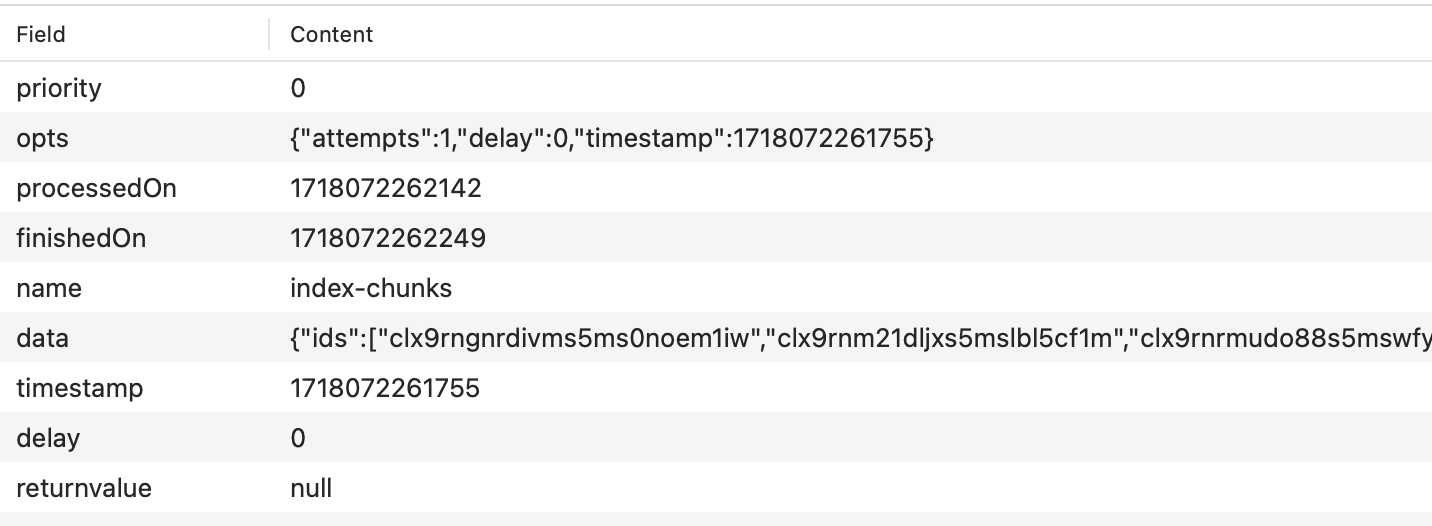 Field Content
priority 0
opts {"attempts":1,"delay":0,"timestamp":1718072261755}
processedOn 1718072262142
finishedOn 1718072262249
name index-chunks
data {"ids":["clx9rngnrdivms5ms0noem1iw","clx9rnm21dljxs5mslbl5cf1m","clx9rnrmudo88s5mswfy
timestamp 1718072261755
delay 0
returnvalue null